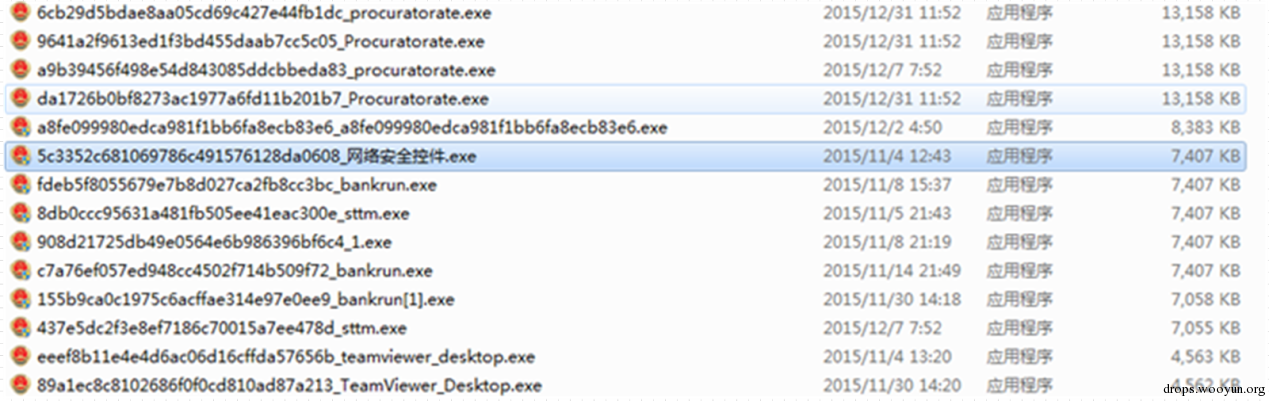 6cb29d5bdae8aa05cd69c427e44fb1dc_procuratorate.exe 2015/12/31 11:52 应用程序 13,158 KB
9641a2f9613ed1f3bd455daab7cc5c05_Procuratorate.exe 2015/12/31 11:52 应用程序 13,158 KB
a9b39456f498e54d843085ddcbbeda83_procuratorate.exe 2015/12/7 7:52 应用程序 13,158 KB
da1726b0bf8273ac1977a6fd11b201b7_Procuratorate.exe 2015/12/31 11:52 应用程序 13,158 KB
a8fe099980edca981f1bb6fa8ecb83e6_a8fe099980edca981f1bb6fa8ecb83e6.exe 2015/12/2 4:50 应用程序 8,383 KB
5c3352c681069786c491576128da0608_网络安全控件.exe 2015/11/4 12:43 应用程序 7,407 KB
fdeb5f8055679e7b8d027ca2fb8cc3bc_bankrun.exe 2015/11/8 15:37 应用程序 7,407 KB
8db0ccc95631a481fb505ee41eac300e_sttm.exe 2015/11/5 21:43 应用程序 7,407 KB
908d21725db49e0564e6b986396bf6c4_1.exe 2015/11/8 21:19 应用程序 7,407 KB
c7a76ef057ed948cc4502f714b509f72_bankrun.exe 2015/11/14 21:49 应用程序 7,407 KB
155b9ca0c1975c6acffae314e97e0ee9_bankrun[1].exe 2015/11/30 14:18 应用程序 7,058 KB
437e5dc2f3e8ef7186c70015a7ee478d_sttm.exe 2015/12/7 7:52 应用程序 7,055 KB
eeef8b11e4e4d6ac06d16cffda57656b_teamviewer_desktop.exe 2015/11/4 13:20 应用程序 4,563 KB
89a1ec8c8102686f0f0cd810ad87a213_TeamViewer_Desktop.exe 2015/11/30 14:20 应用程序 4,562 KB
drops.wooyun.org